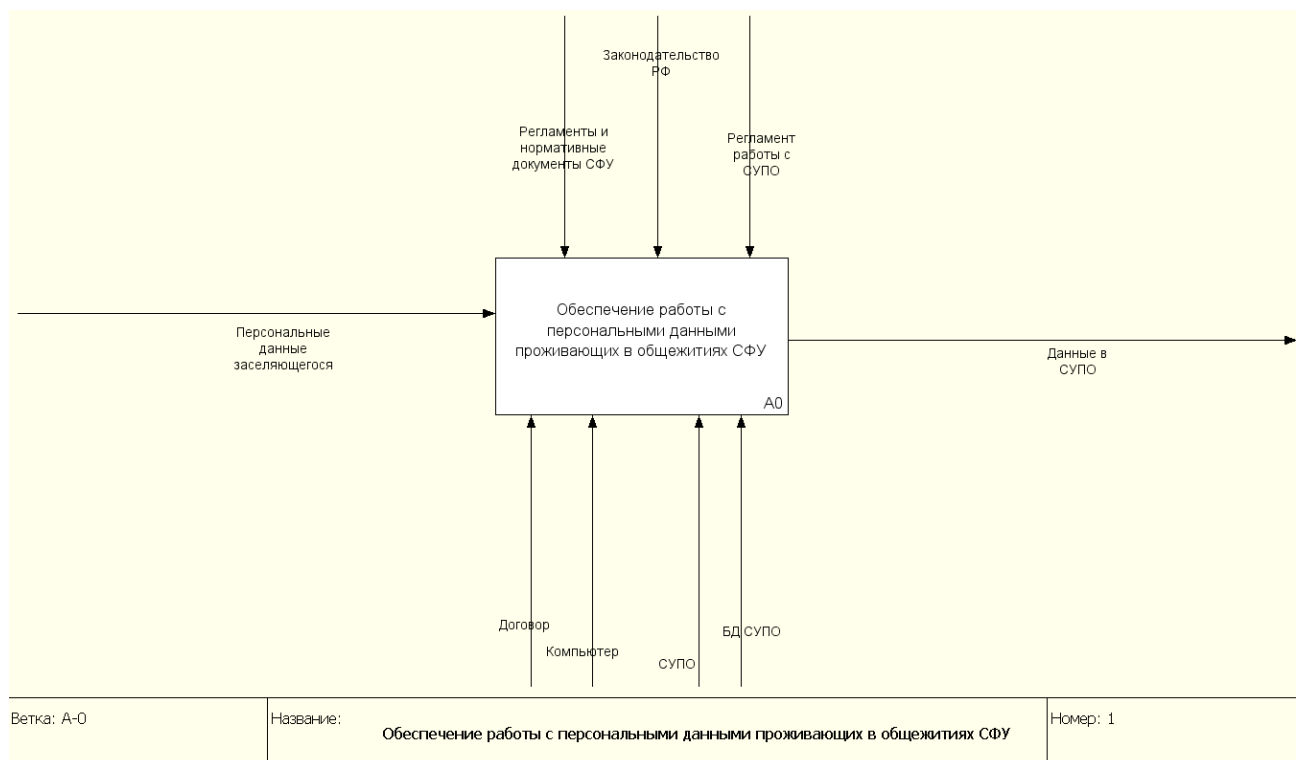 Законодательство
РФ
Регламенты и
нормативные
документы СФУ
Регламент
работы с
СУПО
Обеспечение работы с
персональными данными
проживающих в общежитиях СФУ
A0
Персональные
данные
заселяющегося
Данные в
СУПО
Договор
Компьютер
СУПО
БД СУПО
Ветка: A-0
Название:
Обеспечение работы с персональными данными проживающих в общежитиях СФУ
Номер: 1